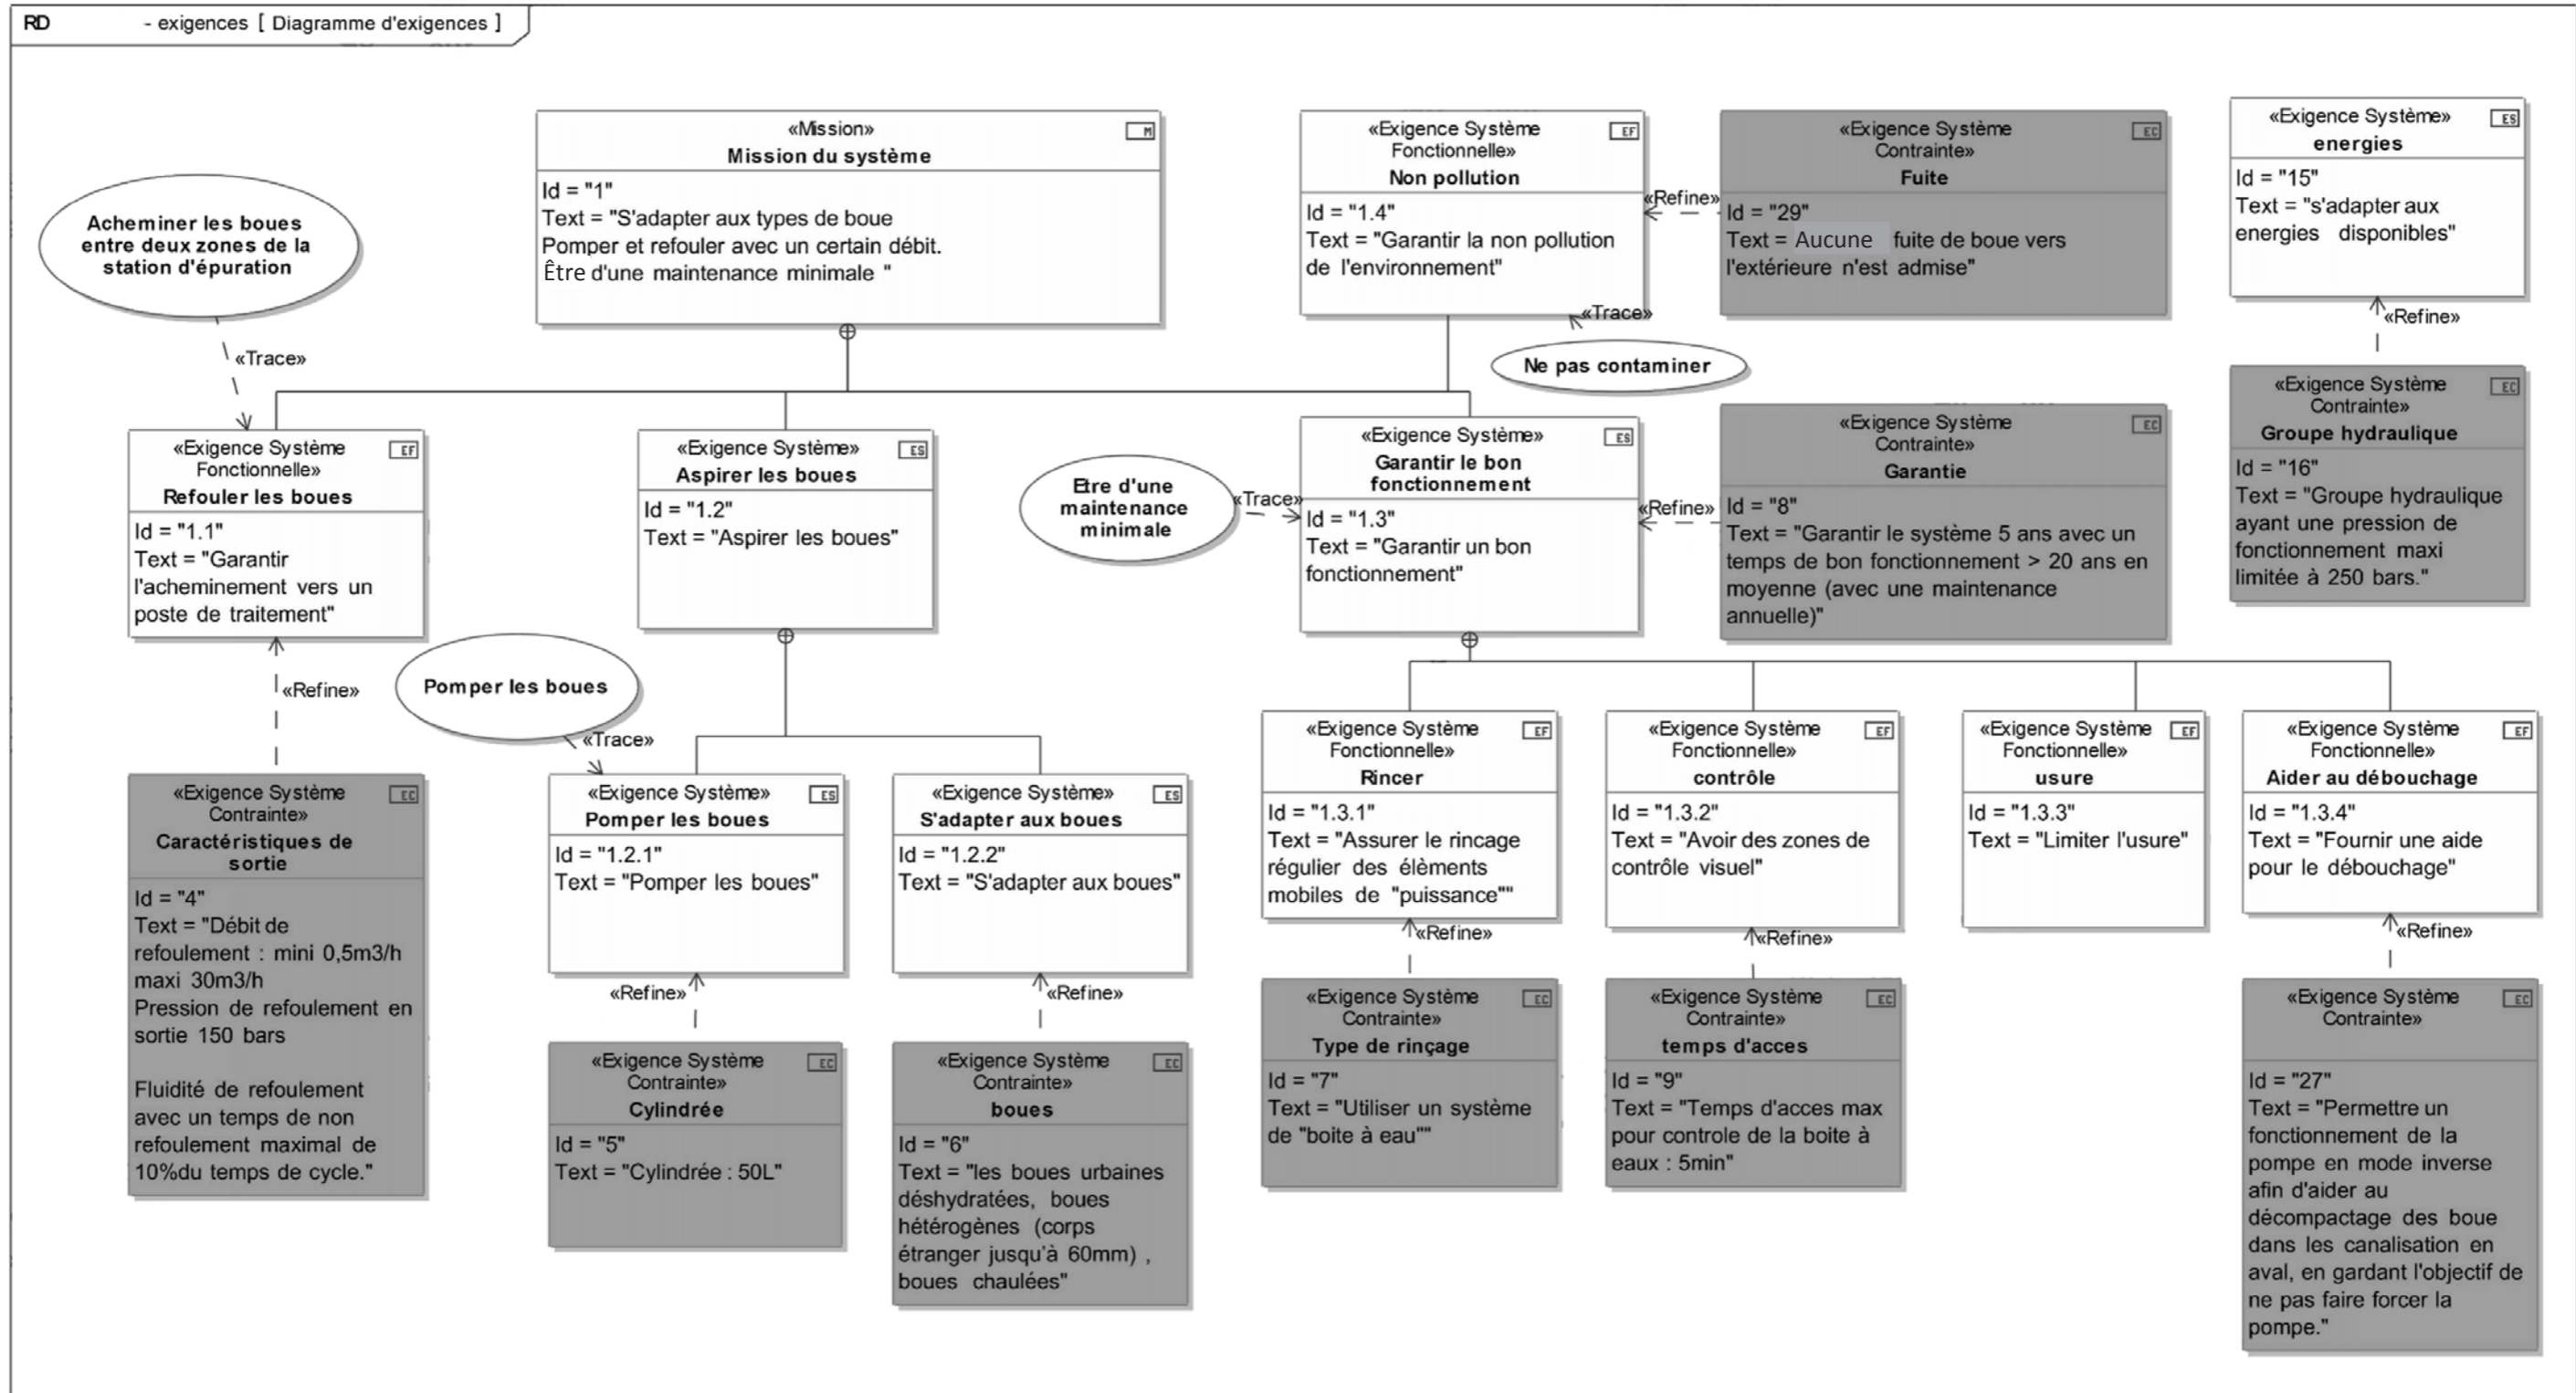 RD - exigences [ Diagramme d'exigences ]
Acheminer les boues
entre deux zones de la
station d'épuration
«Trace»
«Mission»
M
Mission du système
Id = "1"
Text = "S'adapter aux types de boue
Pomper et refouler avec un certain débit.
Être d'une maintenance minimale "
«Exigence Système
Fonctionnelle»
EF
Non pollution
Id = "1.4"
Text = "Garantir la non pollution
de l'environnement"
«Refine»
«Exigence Système
Contrainte»
EC
Fuite
Id = "29"
Text = Aucune fuite de boue vers
l'extérieure n'est admise"
«Trace»
Ne pas contaminer
«Exigence Système»
ES
energies
Id = "15"
Text = "s'adapter aux
energies disponibles"
«Refine»
«Exigence Système
Contrainte»
EC
Groupe hydraulique
Id = "16"
Text = "Groupe hydraulique
ayant une pression de
fonctionnement maxi
limitée à 250 bars."
«Exigence Système
Fonctionnelle»
EF
Refouler les boues
Id = "1.1"
Text = "Garantir
l'acheminement vers un
poste de traitement"
«Refine»
«Exigence Système»
ES
Aspirer les boues
Id = "1.2"
Text = "Aspirer les boues"
Etre d'une
maintenance
minimale
«Trace»
«Exigence Système»
ES
Garantir le bon
fonctionnement
Id = "1.3"
Text = "Garantir un bon
fonctionnement"
«Refine»
«Exigence Système
Contrainte»
EC
Garantie
Id = "8"
Text = "Garantir le système 5 ans avec un
temps de bon fonctionnement > 20 ans en
moyenne (avec une maintenance
annuelle)"
Pomper les boues
«Trace»
«Exigence Système
Contrainte»
EC
Caractéristiques de
sortie
Id = "4"
Text = "Débit de
refoulement : mini 0,5m3/h
maxi 30m3/h
Pression de refoulement en
sortie 150 bars
Fluidité de refoulement
avec un temps de non
refoulement maximal de
10%du temps de cycle."
«Exigence Système»
ES
Pomper les boues
Id = "1.2.1"
Text = "Pomper les boues"
«Refine»
«Exigence Système»
ES
S'adapter aux boues
Id = "1.2.2"
Text = "S'adapter aux boues"
«Refine»
«Exigence Système
Fonctionnelle»
EF
Rincer
Id = "1.3.1"
Text = "Assurer le rincage
régulier des élèments
mobiles de "puissance""
«Refine»
«Exigence Système
Fonctionnelle»
EF
contrôle
Id = "1.3.2"
Text = "Avoir des zones de
contrôle visuel"
«Refine»
«Exigence Système
Fonctionnelle»
EF
usure
Id = "1.3.3"
Text = "Limiter l'usure"
«Exigence Système
Fonctionnelle»
EF
Aider au débouchage
Id = "1.3.4"
Text = "Fournir une aide
pour le débouchage"
«Refine»
«Exigence Système
Contrainte»
EC
Cylindrée
Id = "5"
Text = "Cylindrée : 50L"
«Exigence Système
Contrainte»
EC
boues
Id = "6"
Text = "les boues urbaines
déshydratées, boues
hétérogènes (corps
étranger jusqu'à 60mm) ,
boues chaulées"
«Exigence Système
Contrainte»
EC
Type de rinçage
Id = "7"
Text = "Utiliser un système
de "boite à eau""
«Exigence Système
Contrainte»
EC
temps d'acces
Id = "9"
Text = "Temps d'acces max
pour controle de la boite à
eaux : 5min"
«Exigence Système
Contrainte»
EC
Id = "27"
Text = "Permettre un
fonctionnement de la
pompe en mode inverse
afin d'aider au
décompactage des boue
dans les canalisation en
aval, en gardant l'objectif de
ne pas faire forcer la
pompe."